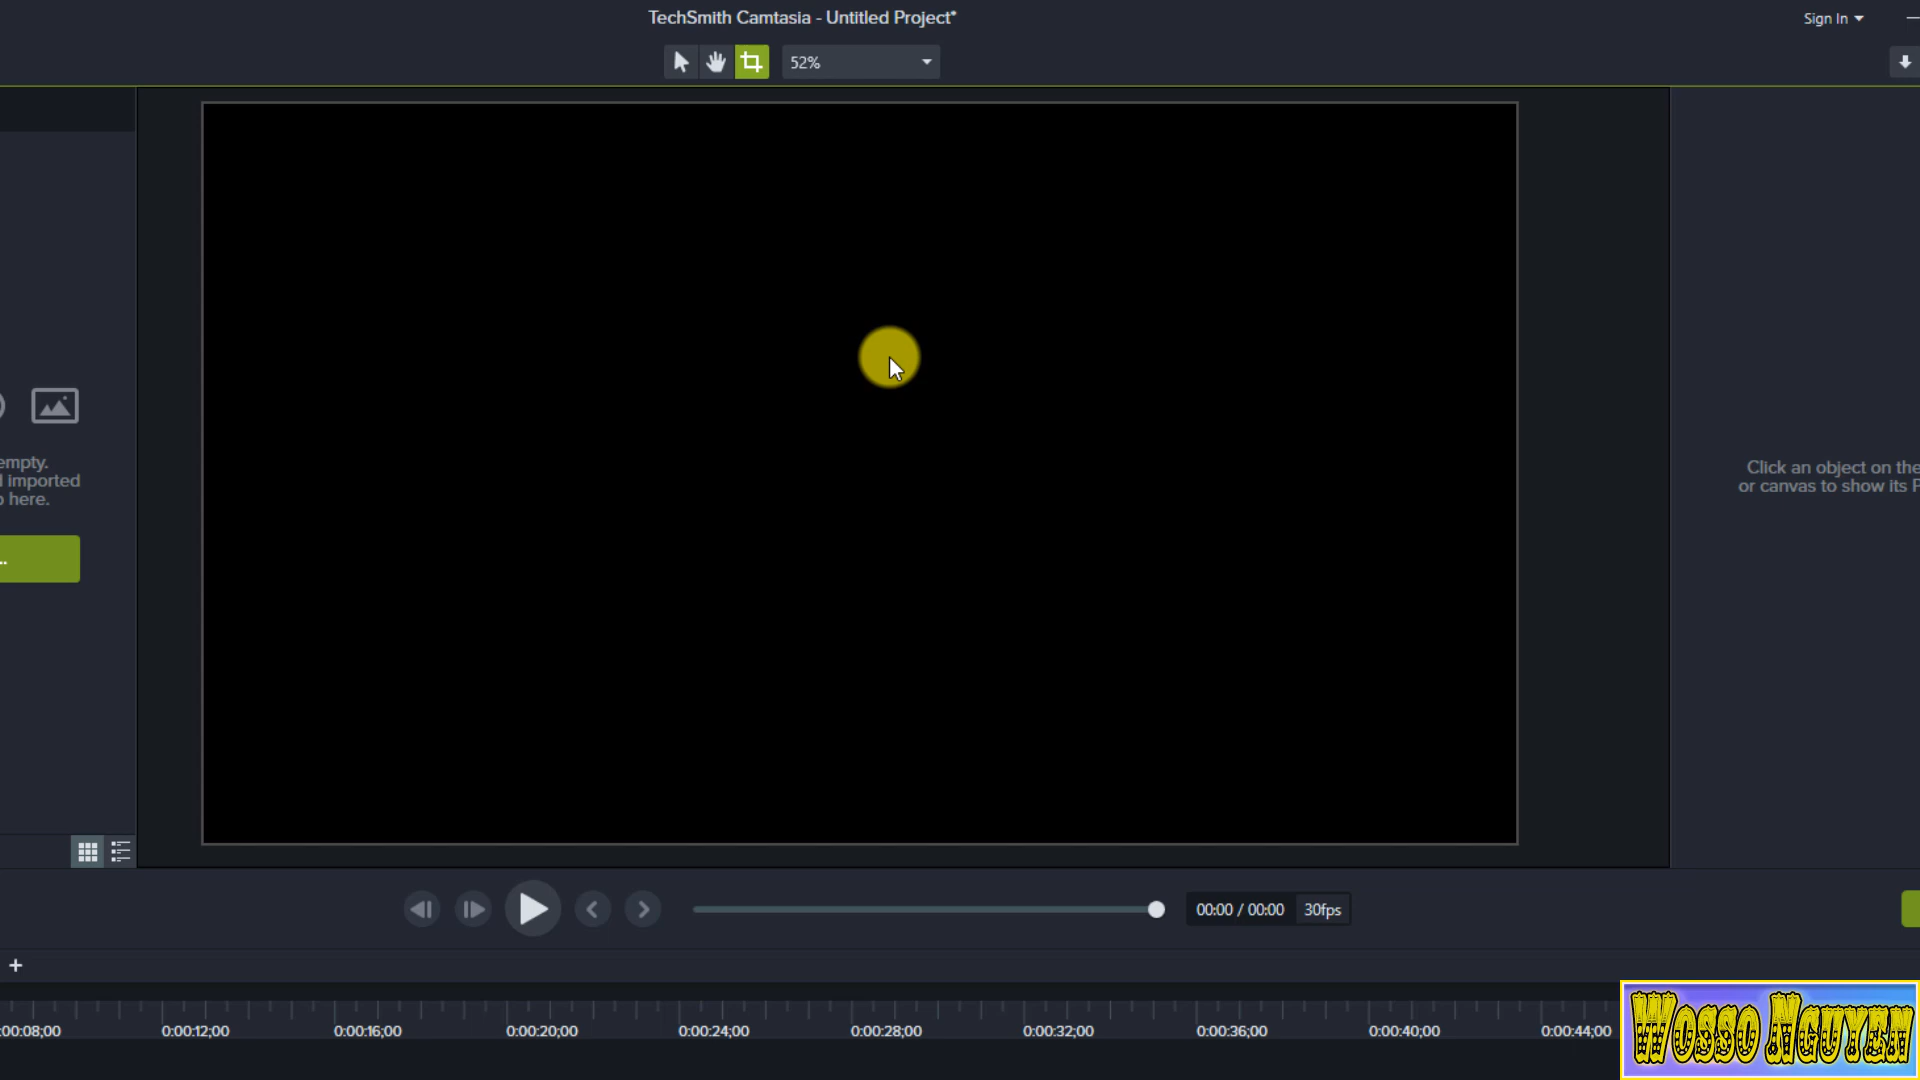 TechSmith Camtasia - Untitled Project*
Sign In
52%
empty.
imported
here.
...
Click an object on the
or canvas to show its P
00:00 / 00:00
30fps
+
:00:08;00
0:00:12;00
0:00:16;00
0:00:20;00
0:00:24;00
0:00:28;00
0:00:32;00
0:00:36;00
0:00:40;00
0:00:44;00
Wosso Nguyen